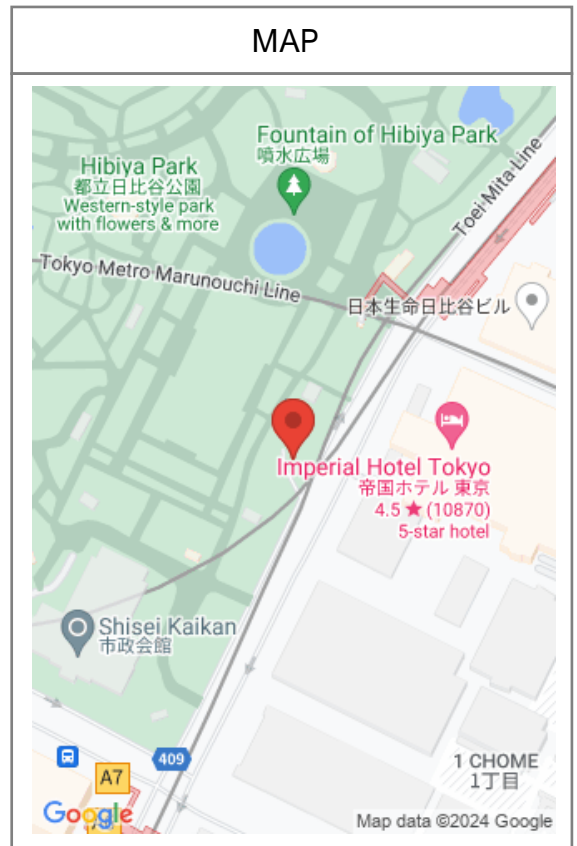 MAP
Fountain of Hibiya Park
噴水広場
Hibiya Park
都立日比谷公園
Western-style park
with flowers & more
Toei Mita Line
Tokyo Metro Marunouchi Line
日本生命日比谷ビル
Imperial Hotel Tokyo
帝国ホテル 東京
4.5 ★ (10870)
5-star hotel
Shisei Kaikan
市政会館
409
1 CHOME
1丁目
A7
Google
Map data ©2024 Google